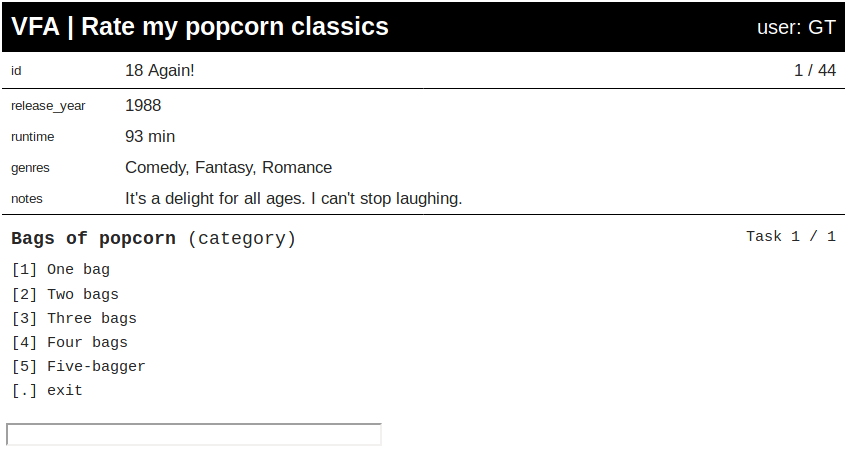 VFA | Rate my popcorn classics user: GT
id 18 Again! 1 / 44
release_year 1988
runtime 93 min
genres Comedy, Fantasy, Romance
notes It's a delight for all ages. I can't stop laughing.
Bags of popcorn (category) Task 1 / 1
[1] One bag
[2] Two bags
[3] Three bags
[4] Four bags
[5] Five-bagger
[.] exit